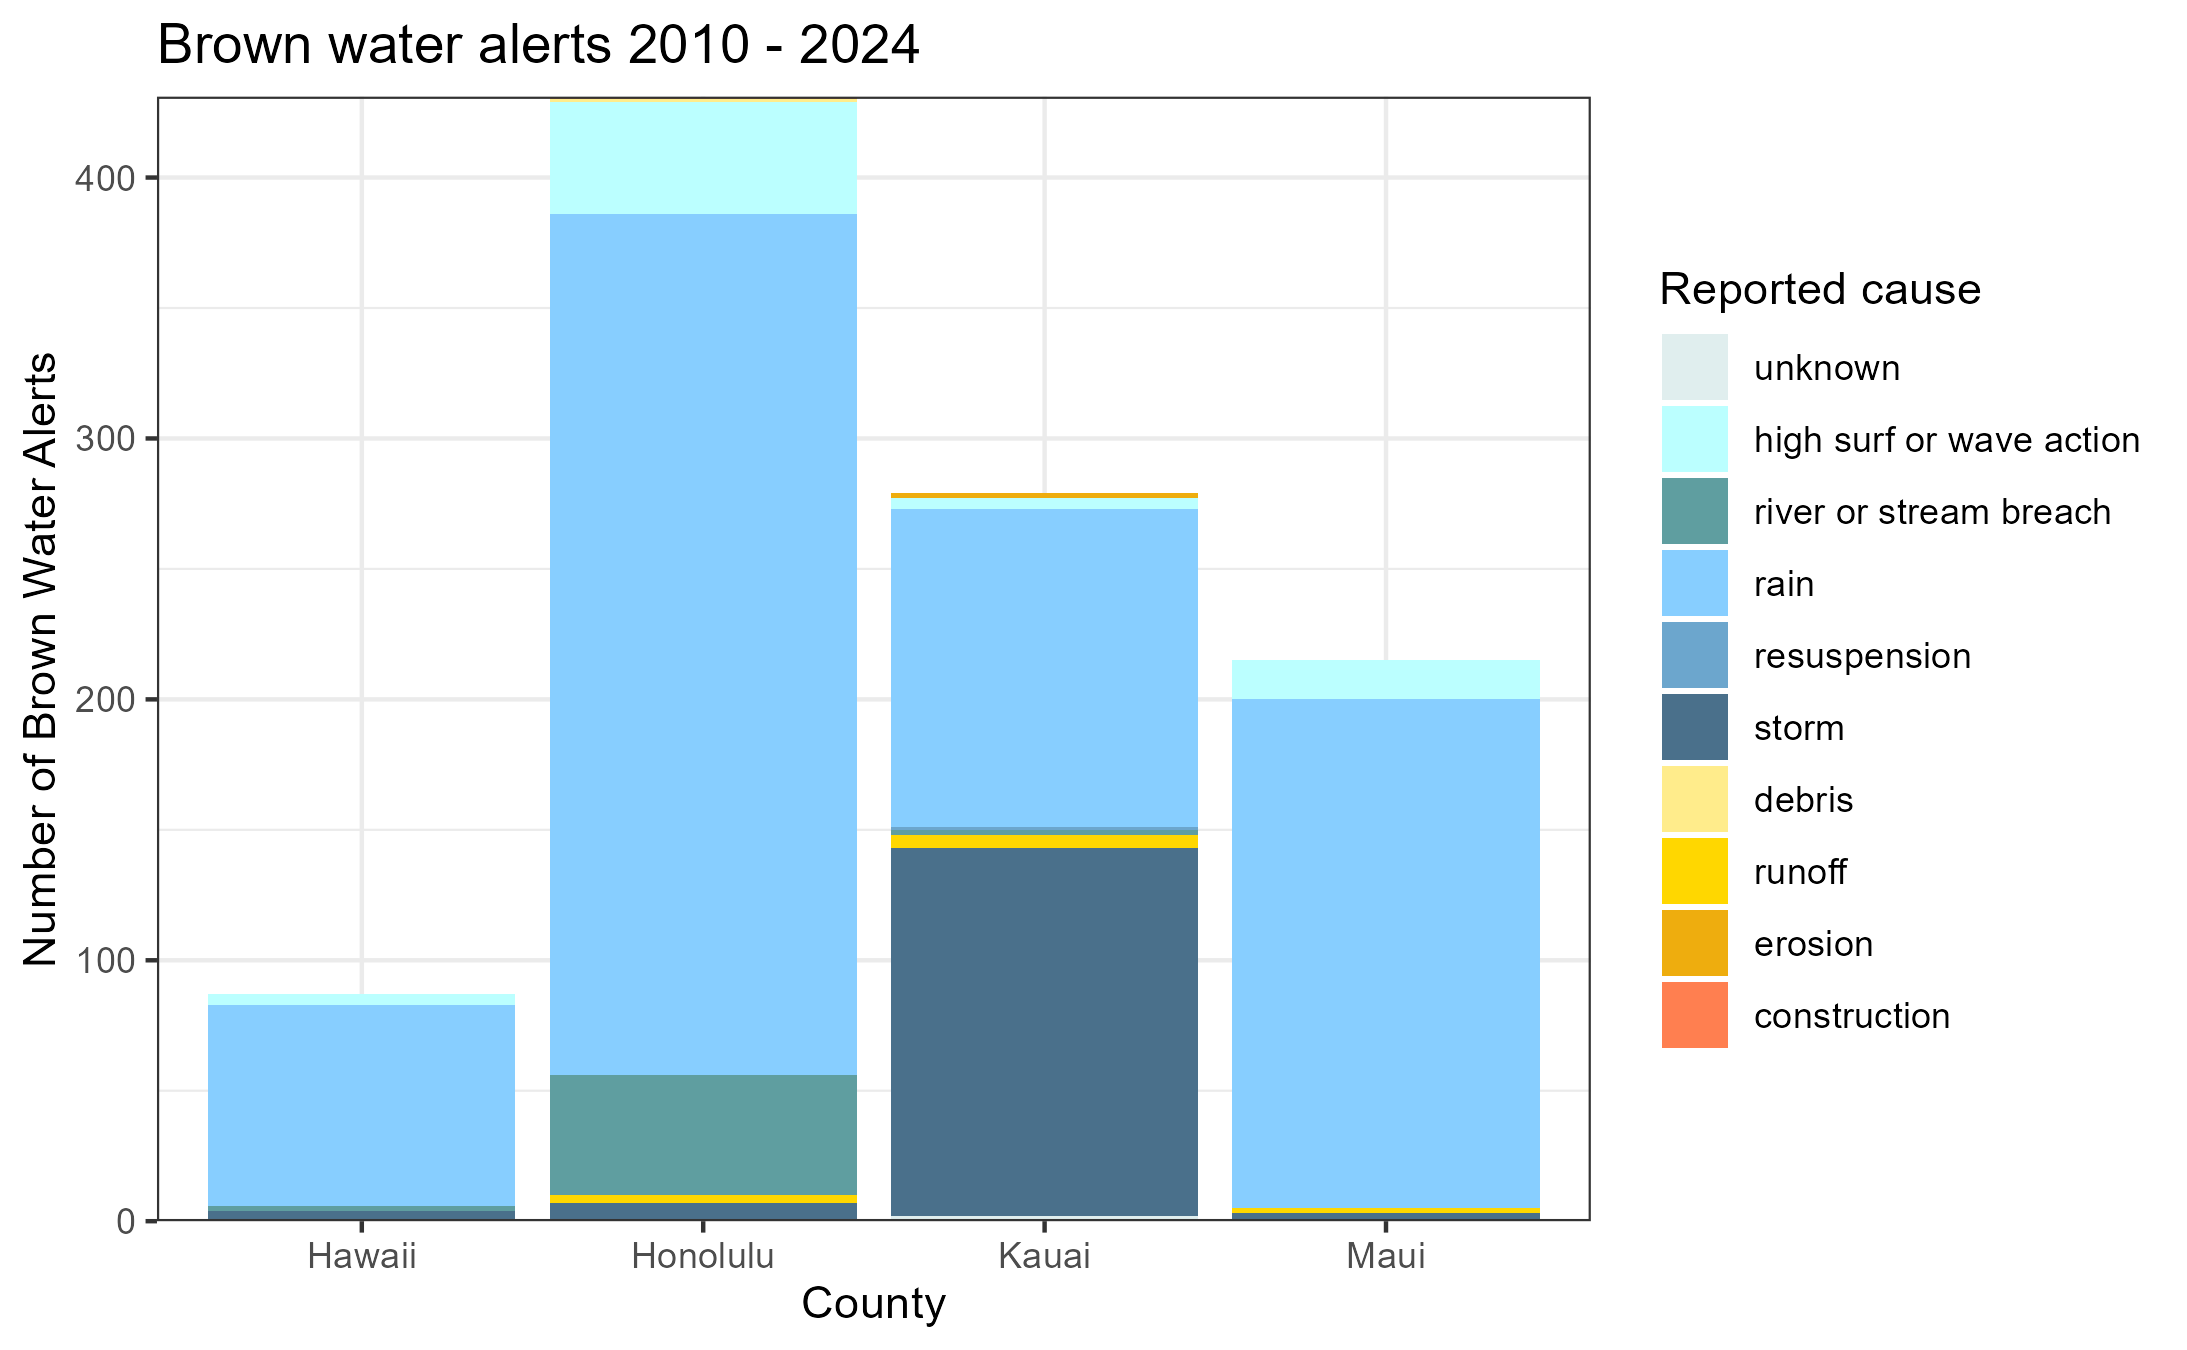 Brown water alerts 2010 - 2024
Number of Brown Water Alerts
400
300
200
100
0
Hawaii
Honolulu
Kauai
Maui
County
Reported cause
unknown
high surf or wave action
river or stream breach
rain
resuspension
storm
debris
runoff
erosion
construction